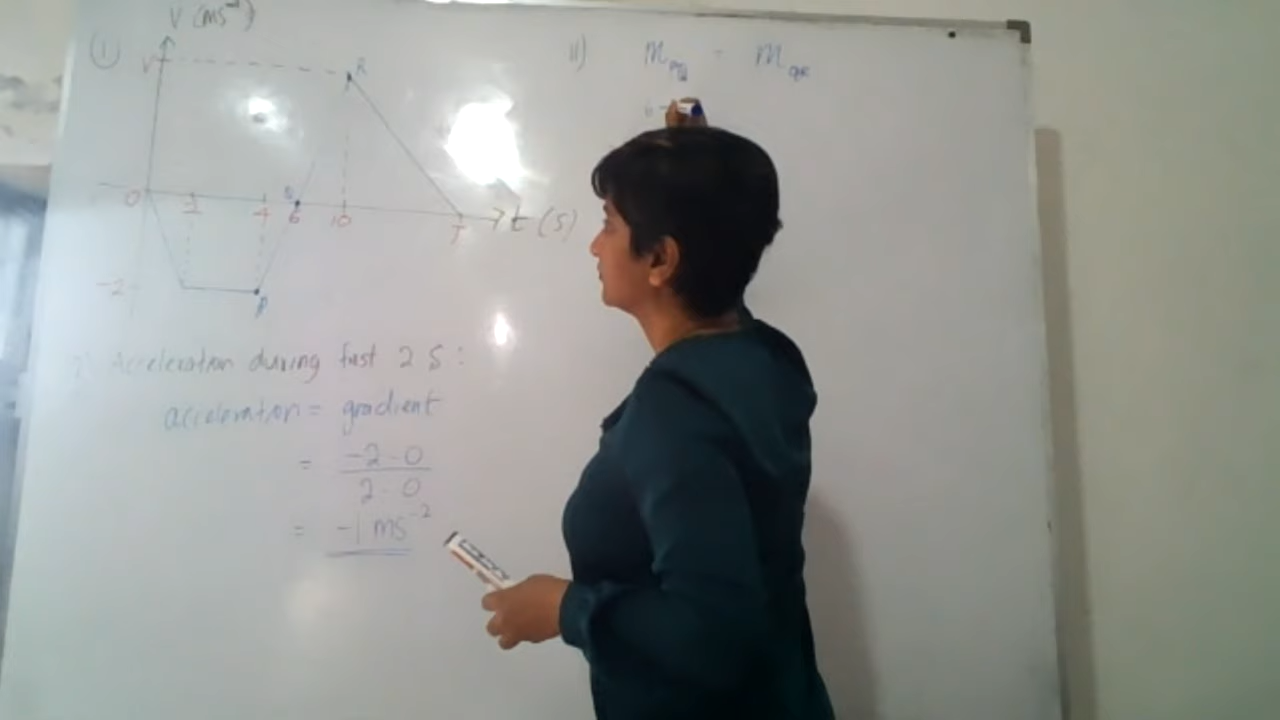 V (ms⁻¹)
(1)
V
R
0 2 4 6 10 T t (s)
Q
-2
P
Acceleration during first 2 s :
acceleration = gradient
= -2 - 0
2 - 0
= -1 ms⁻²
ii) m_PQ = m_QR